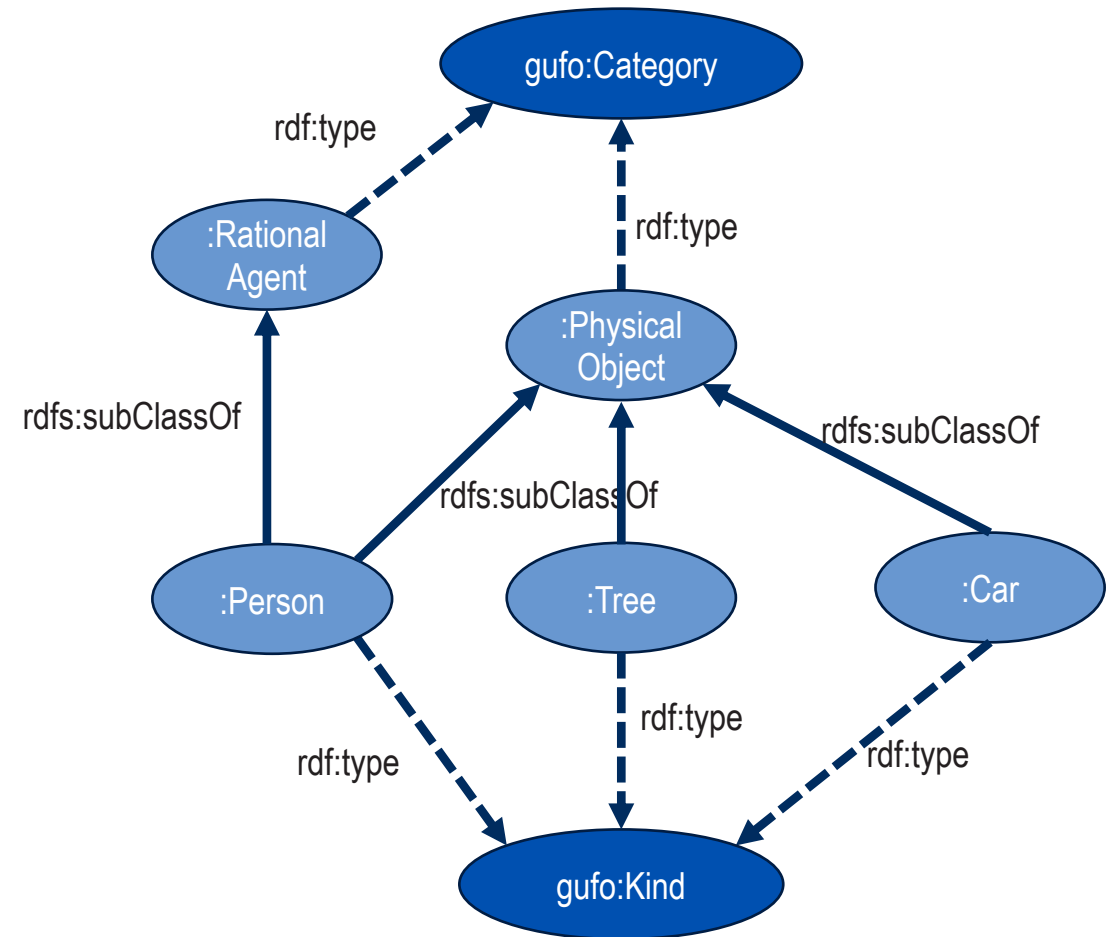 gufo:Category
rdf:type
:Rational
Agent
rdf:type
:Physical
Object
rdfs:subClassOf
rdfs:subClassOf
rdfs:subClassOf
:Person
:Tree
:Car
rdf:type
rdf:type
rdf:type
gufo:Kind